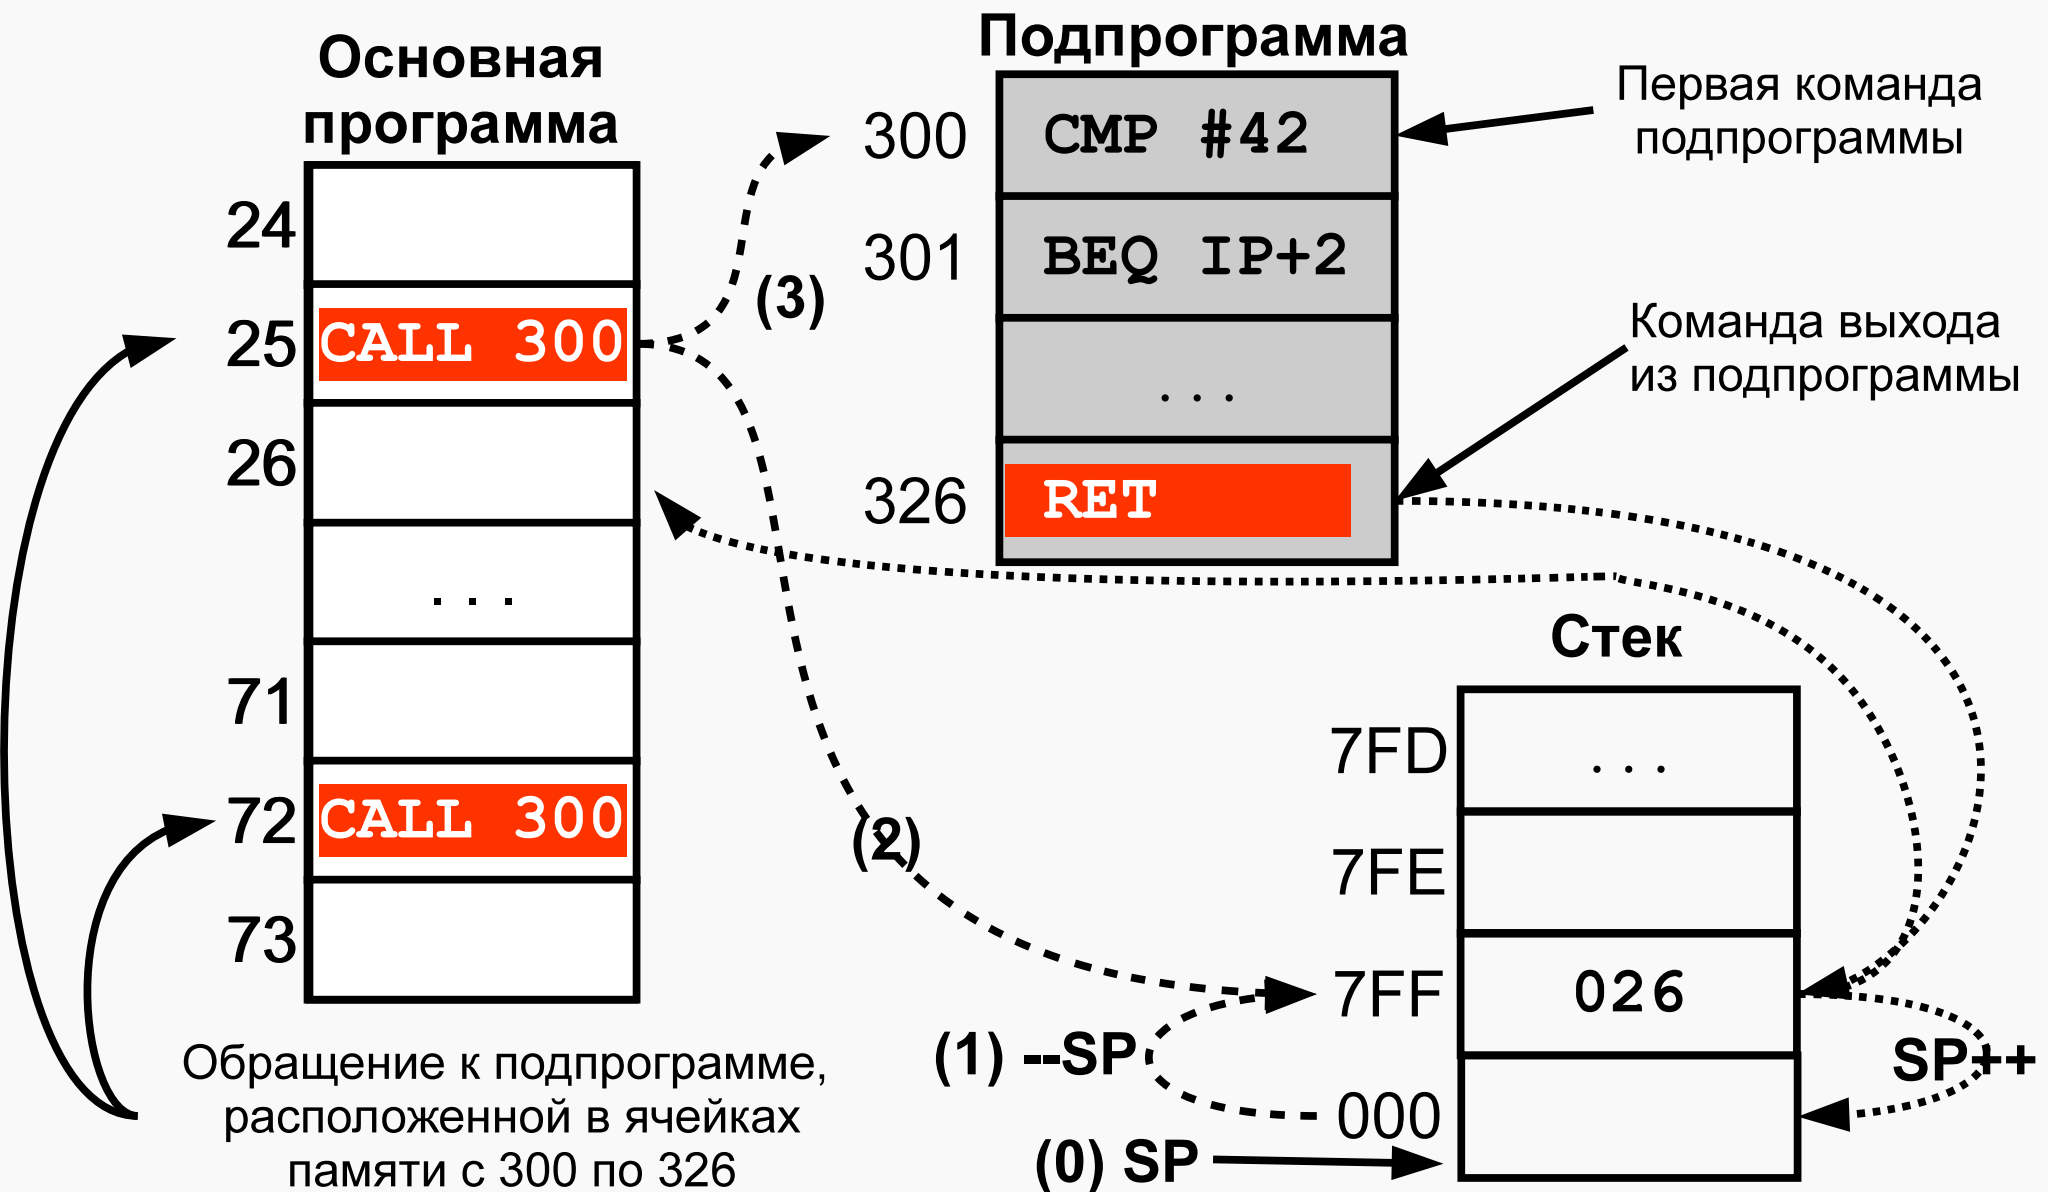 Основная
программа
24
25 CALL 300
26
. . .
71
72 CALL 300
73
Обращение к подпрограмме,
расположенной в ячейках
памяти с 300 по 326
(3)
(2)
Подпрограмма
300 CMP #42
301 BEQ IP+2
. . .
326 RET
Первая команда
подпрограммы
Команда выхода
из подпрограммы
Стек
7FD . . .
7FE
7FF 026
000
(1) --SP
(0) SP
SP++